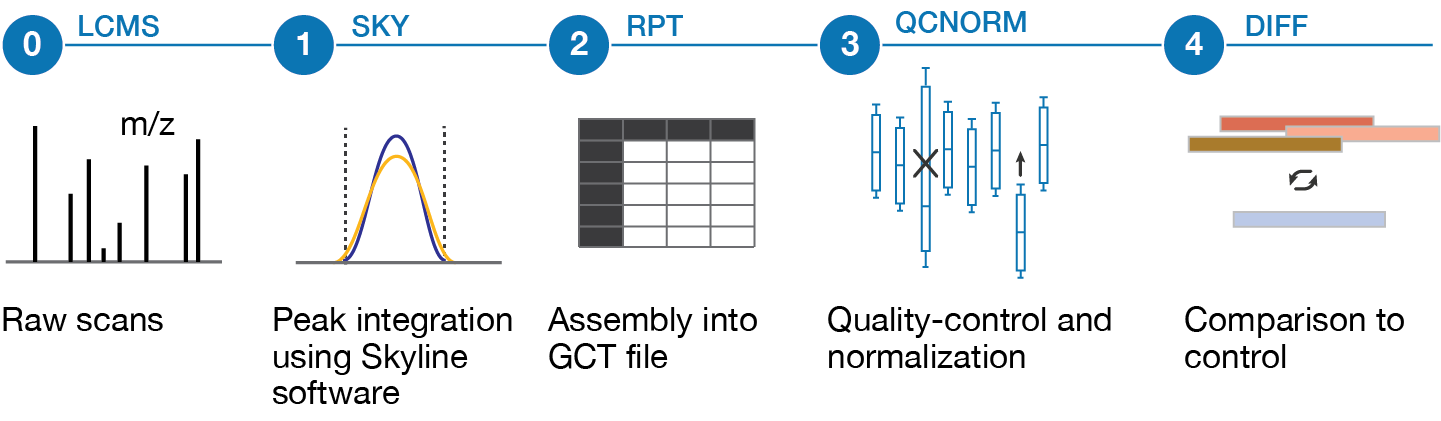 0 LCMS
1 SKY
2 RPT
3 QCNORM
4 DIFF
m/z
Raw scans
Peak integration
using Skyline
software
Assembly into
GCT file
Quality-control and
normalization
Comparison to
control